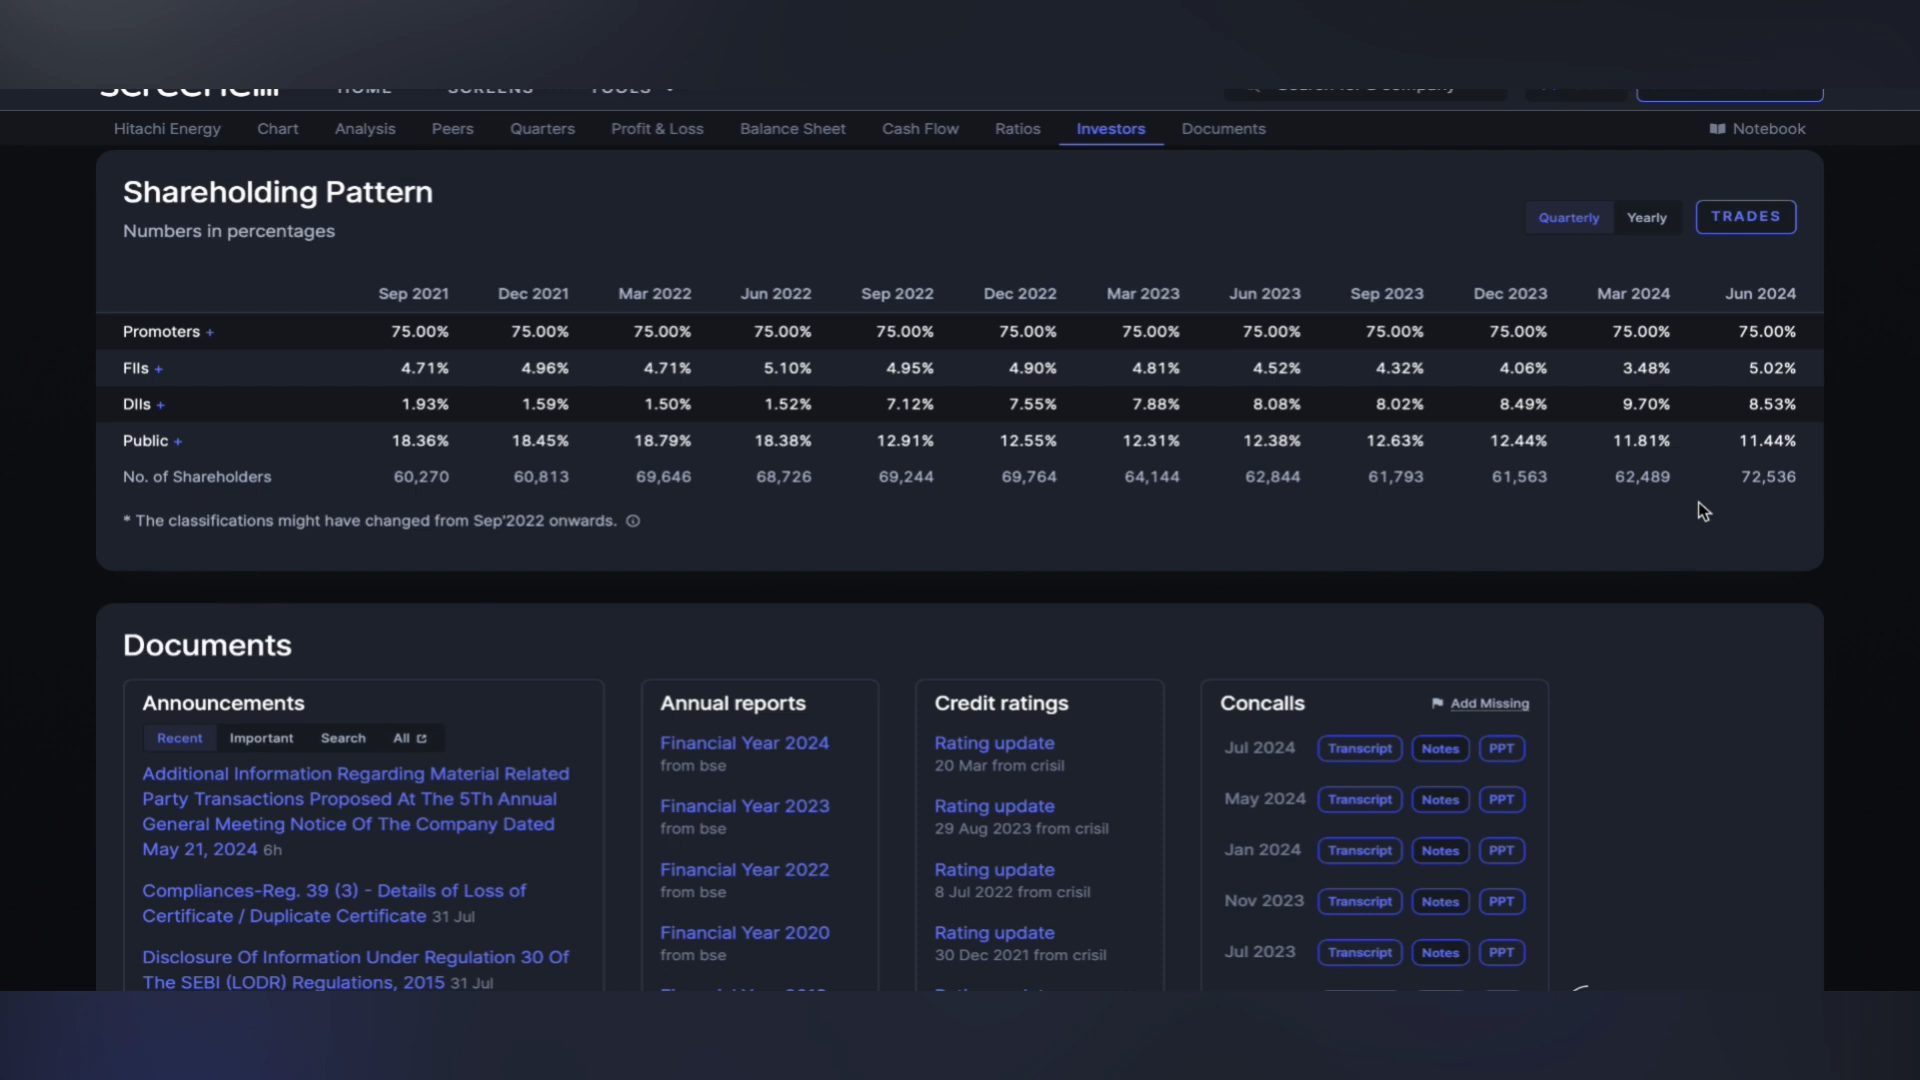 Hitachi Energy Chart Analysis Peers Quarters Profit & Loss Balance Sheet Cash Flow Ratios Investors Documents Notebook
Shareholding Pattern
Numbers in percentages
Quarterly Yearly TRADES
Sep 2021 Dec 2021 Mar 2022 Jun 2022 Sep 2022 Dec 2022 Mar 2023 Jun 2023 Sep 2023 Dec 2023 Mar 2024 Jun 2024
Promoters + 75.00% 75.00% 75.00% 75.00% 75.00% 75.00% 75.00% 75.00% 75.00% 75.00% 75.00% 75.00%
FIIs + 4.71% 4.96% 4.71% 5.10% 4.95% 4.90% 4.81% 4.52% 4.32% 4.06% 3.48% 5.02%
DIIs + 1.93% 1.59% 1.50% 1.52% 7.12% 7.55% 7.88% 8.08% 8.02% 8.49% 9.70% 8.53%
Public + 18.36% 18.45% 18.79% 18.38% 12.91% 12.55% 12.31% 12.38% 12.63% 12.44% 11.81% 11.44%
No. of Shareholders 60,270 60,813 69,646 68,726 69,244 69,764 64,144 62,844 61,793 61,563 62,489 72,536
* The classifications might have changed from Sep'2022 onwards.
Documents
Announcements
Recent Important Search All
Additional Information Regarding Material Related
Party Transactions Proposed At The 5Th Annual
General Meeting Notice Of The Company Dated
May 21, 2024 6h
Compliances-Reg. 39 (3) - Details of Loss of
Certificate / Duplicate Certificate 31 Jul
Disclosure Of Information Under Regulation 30 Of
The SEBI (LODR) Regulations, 2015 31 Jul
Annual reports
Financial Year 2024
from bse
Financial Year 2023
from bse
Financial Year 2022
from bse
Financial Year 2020
from bse
Credit ratings
Rating update
20 Mar from crisil
Rating update
29 Aug 2023 from crisil
Rating update
8 Jul 2022 from crisil
Rating update
30 Dec 2021 from crisil
Concalls Add Missing
Jul 2024 Transcript Notes PPT
May 2024 Transcript Notes PPT
Jan 2024 Transcript Notes PPT
Nov 2023 Transcript Notes PPT
Jul 2023 Transcript Notes PPT